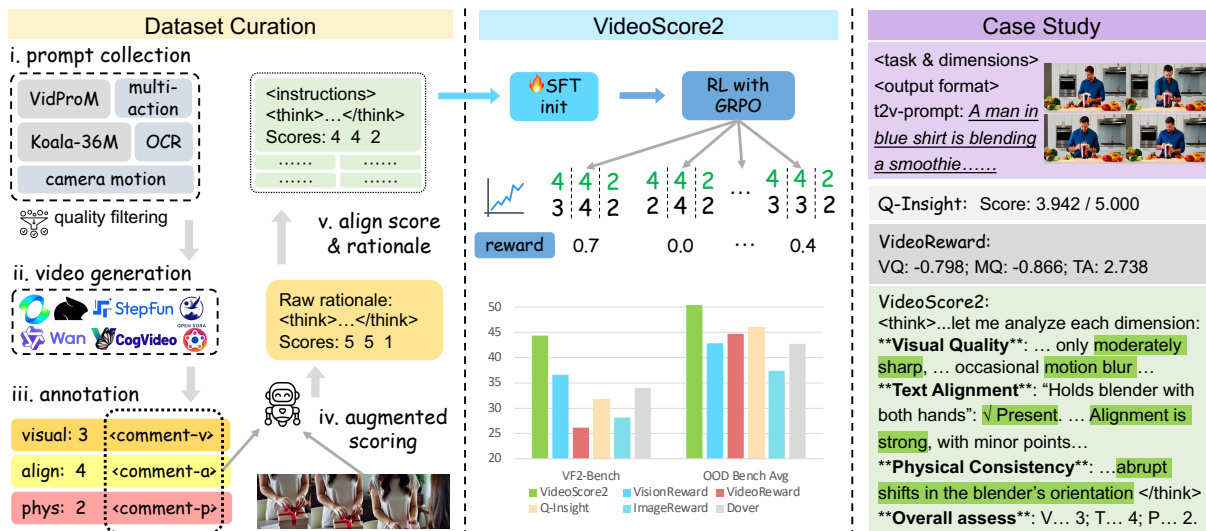 Dataset Curation
i. prompt collection
VidProM
multi-
action
Koala-36M
OCR
camera motion
quality filtering
ii. video generation
StepFun
Wan
CogVideo
OPEN SORA
iii. annotation
visual: 3 <comment-v>
align: 4 <comment-a>
phys: 2 <comment-p>
<instructions>
<think>...</think>
Scores: 4 4 2
...... ......
...... ......
v. align score
& rationale
Raw rationale:
<think>...</think>
Scores: 5 5 1
iv. augmented
scoring
VideoScore2
SFT
init
RL with
GRPO
4 4 2 4 4 2 ... 4 4 2
3 4 2 2 4 2 3 3 2
reward 0.7 0.0 ... 0.4
50
45
40
35
30
25
20
VF2-Bench OOD Bench Avg
VideoScore2 VisionReward VideoReward
Q-Insight ImageReward Dover
Case Study
<task & dimensions>
<output format>
t2v-prompt: A man in
blue shirt is blending
a smoothie......
Q-Insight: Score: 3.942 / 5.000
VideoReward:
VQ: -0.798; MQ: -0.866; TA: 2.738
VideoScore2:
<think>...let me analyze each dimension:
**Visual Quality**: ... only moderately
sharp, ... occasional motion blur ...
**Text Alignment**: “Holds blender with
both hands”: √ Present. ... Alignment is
strong, with minor points...
**Physical Consistency**: ...abrupt
shifts in the blender’s orientation </think>
**Overall assess**: V... 3; T... 4; P... 2.